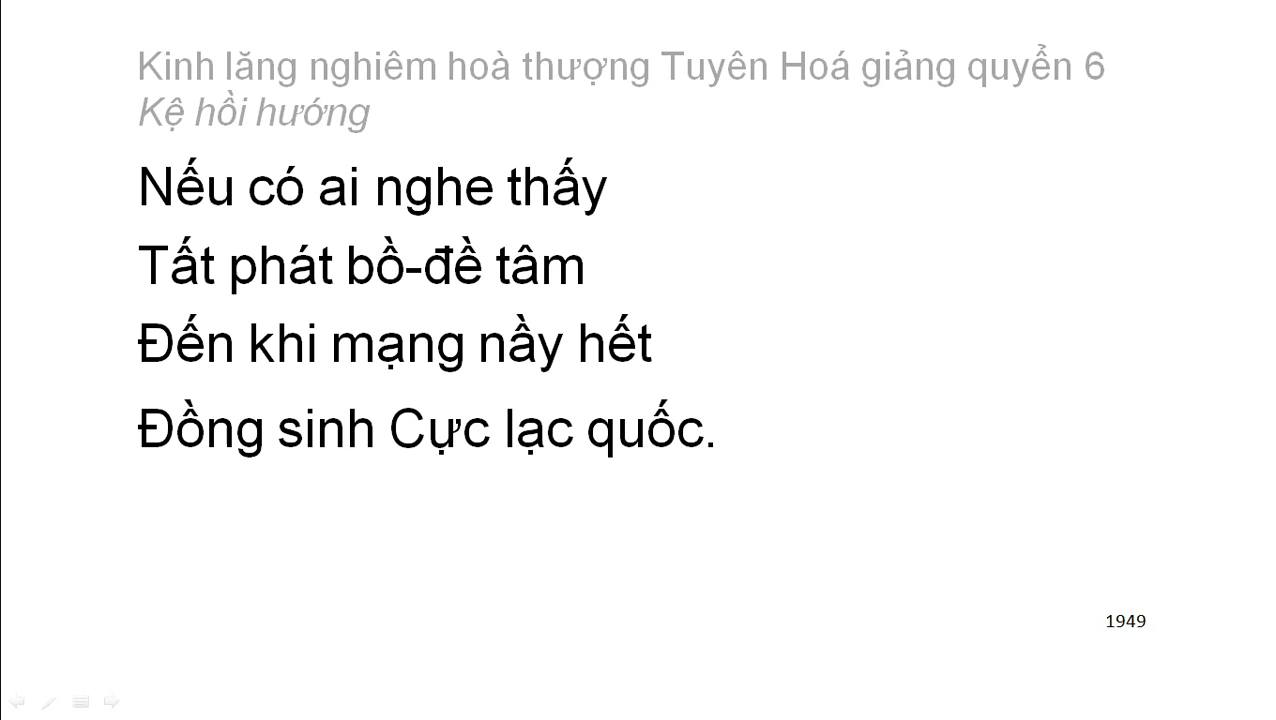 Kinh lăng nghiêm hoà thượng Tuyên Hoá giảng quyển 6
Kệ hồi hướng
Nếu có ai nghe thấy
Tất phát bồ-đề tâm
Đến khi mạng nầy hết
Đồng sinh Cực lạc quốc.
1949